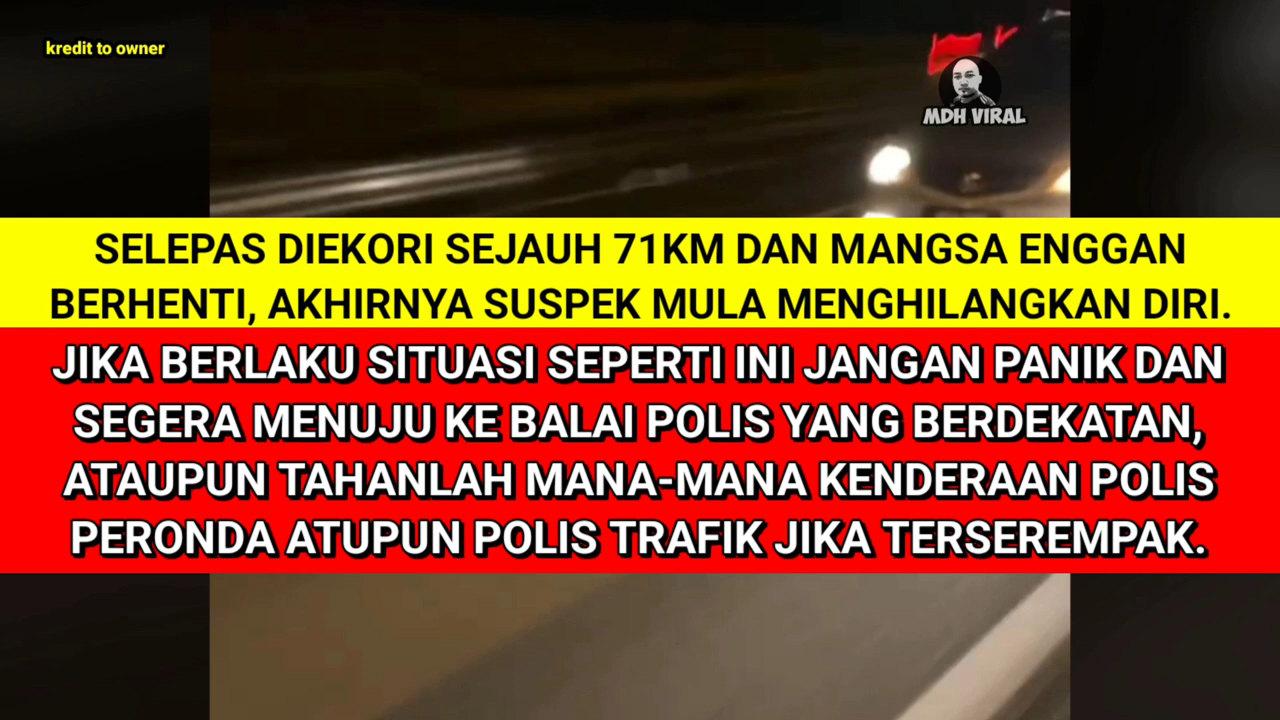 kredit to owner
MDH VIRAL
SELEPAS DIEKORI SEJAUH 71KM DAN MANGSA ENGGAN
BERHENTI, AKHIRNYA SUSPEK MULA MENGHILANGKAN DIRI.
JIKA BERLAKU SITUASI SEPERTI INI JANGAN PANIK DAN
SEGERA MENUJU KE BALAI POLIS YANG BERDEKATAN,
ATAUPUN TAHANLAH MANA-MANA KENDERAAN POLIS
PERONDA ATUPUN POLIS TRAFIK JIKA TERSEREMPAK.